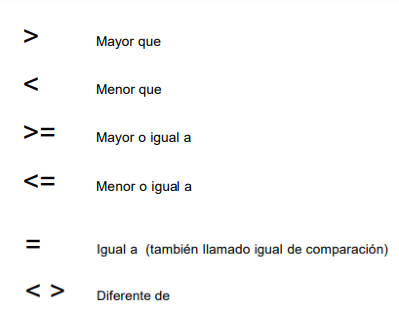 > Mayor que
< Menor que
>= Mayor o igual a
<= Menor o igual a
= Igual a (también llamado igual de comparación)
< > Diferente de